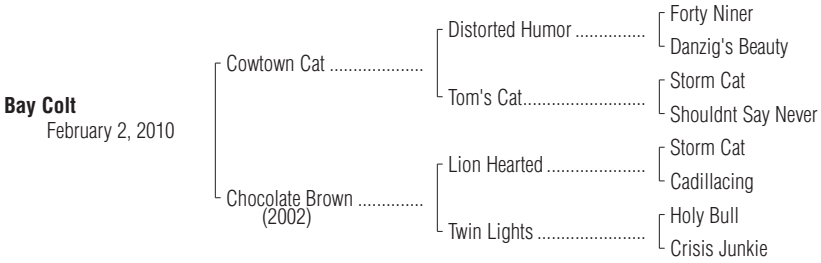 Forty Niner
Distorted Humor ...............
Danzig's Beauty
Cowtown Cat ....................
Storm Cat
Tom's Cat..........................
Shouldnt Say Never
Bay Colt
February 2, 2010
Storm Cat
Lion Hearted .....................
Cadillacing
Chocolate Brown ..............
(2002)
Holy Bull
Twin Lights .......................
Crisis Junkie